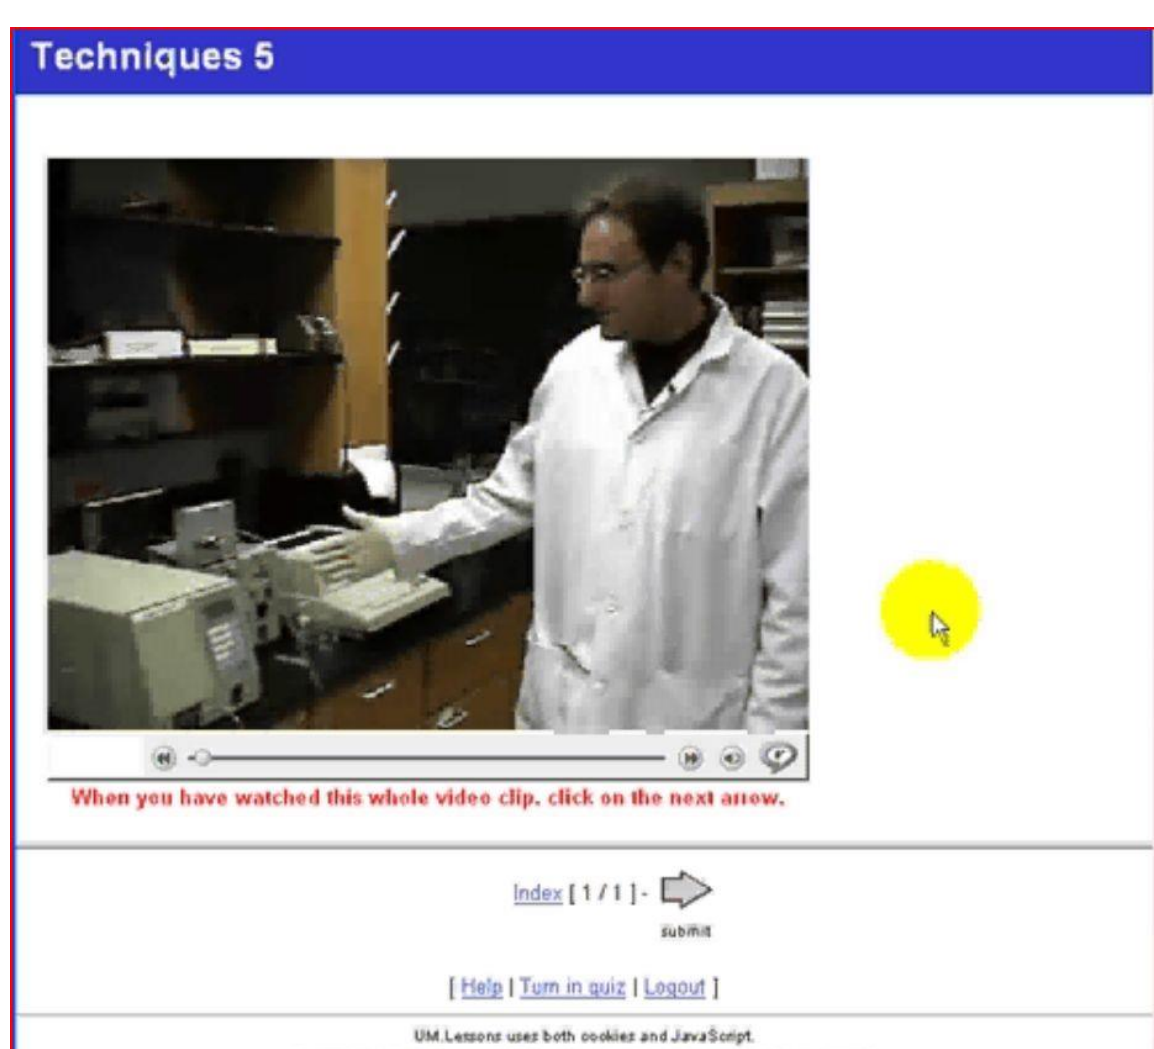 Techniques 5
When you have watched this whole video clip, click on the next arrow.
Index [ 1 / 1 ] -
submit
[ Help | Turn in quiz | Logout ]
UM.Lessons uses both cookies and JavaScript.